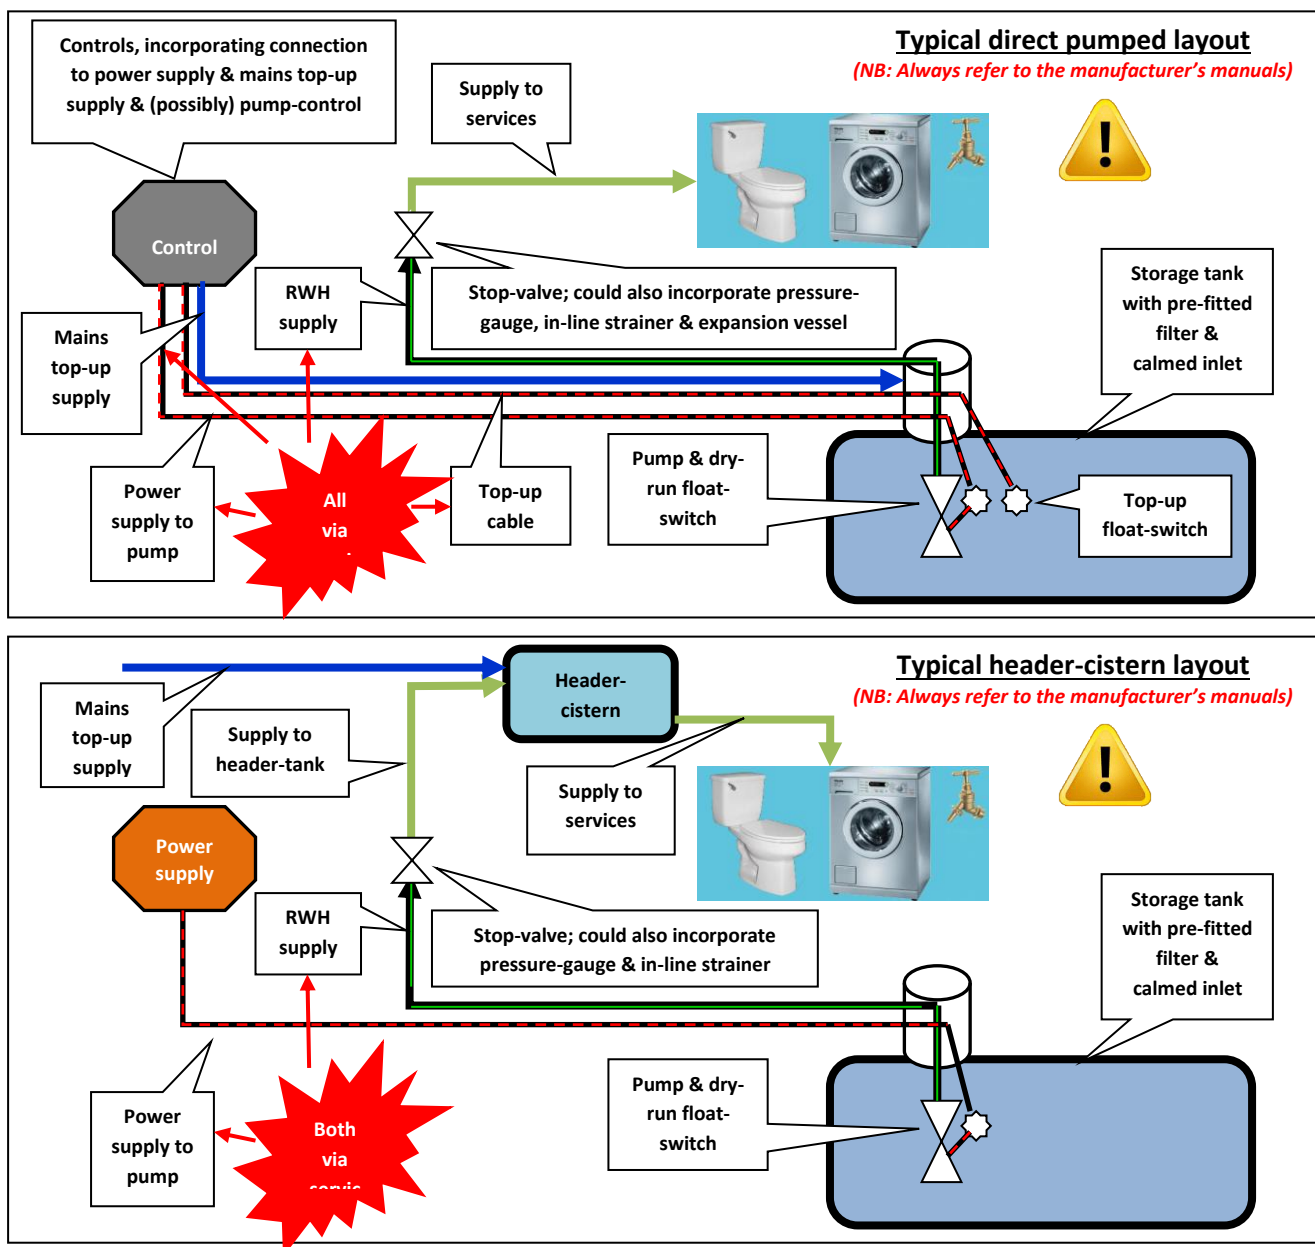 Controls, incorporating connection
to power supply & mains top-up
supply & (possibly) pump-control
Supply to
services
Typical direct pumped layout
(NB: Always refer to the manufacturer's manuals)
Control
RWH
supply
Stop-valve; could also incorporate pressure-
gauge, in-line strainer & expansion vessel
Storage tank
with pre-fitted
filter &
calmed inlet
Mains
top-up
supply
Power
supply to
pump
All
via
Top-up
cable
Pump & dry-
run float-
switch
Top-up
float-switch
Typical header-cistern layout
(NB: Always refer to the manufacturer's manuals)
Mains
top-up
supply
Supply to
header-tank
Header-
cistern
Supply to
services
Power
supply
RWH
supply
Stop-valve; could also incorporate
pressure-gauge & in-line strainer
Storage tank
with pre-fitted
filter &
calmed inlet
Power
supply to
pump
Both
via
Pump & dry-
run float-
switch